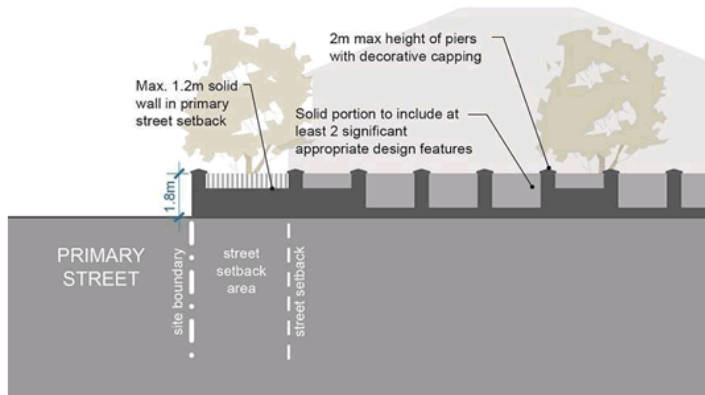 2m max height of piers
with decorative capping
Max. 1.2m solid
wall in primary
street setback
Solid portion to include at
least 2 significant
appropriate design features
1.8m
PRIMARY
STREET
site boundary
street
setback
area
street setback